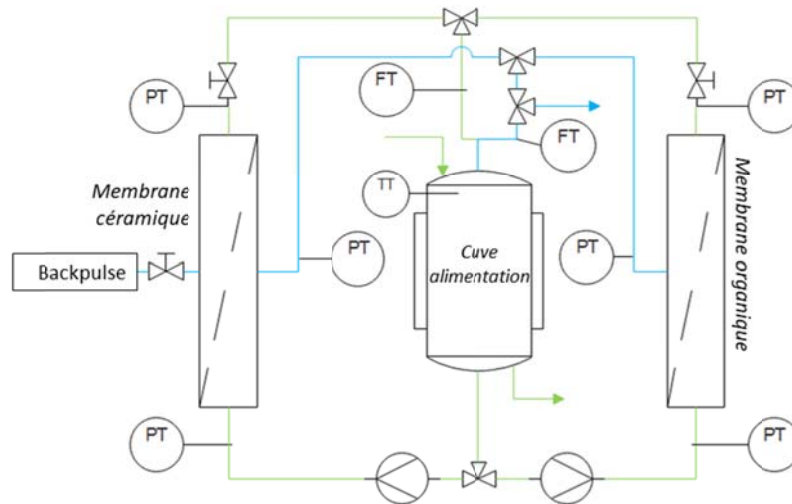 PT
FT
PT
FT
Membrane
céramique
TT
Membrane organique
PT
PT
Cuve
alimentation
Backpulse
PT
PT